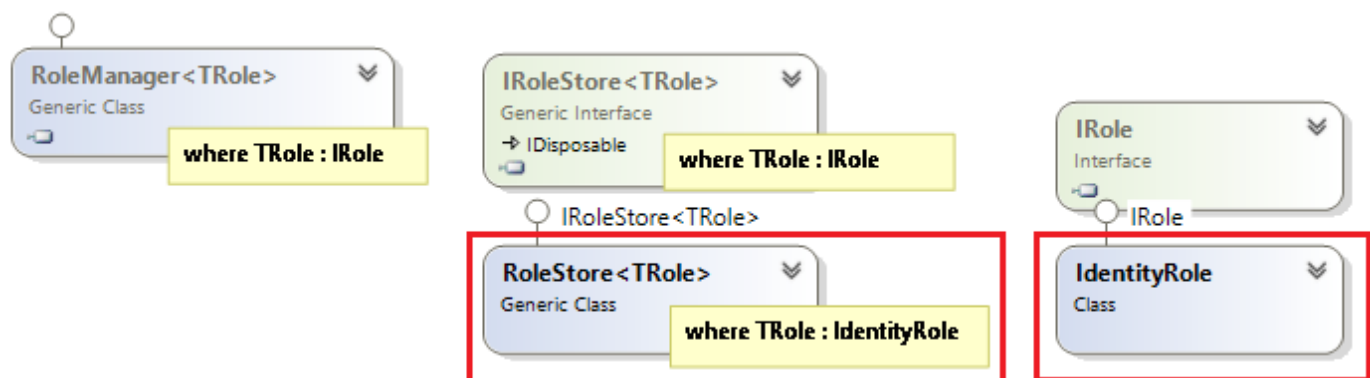 RoleManager<TRole>
Generic Class
where TRole : IRole
IRoleStore<TRole>
Generic Interface
IDisposable
where TRole : IRole
IRoleStore<TRole>
RoleStore<TRole>
Generic Class
where TRole : IdentityRole
IRole
Interface
IRole
IdentityRole
Class